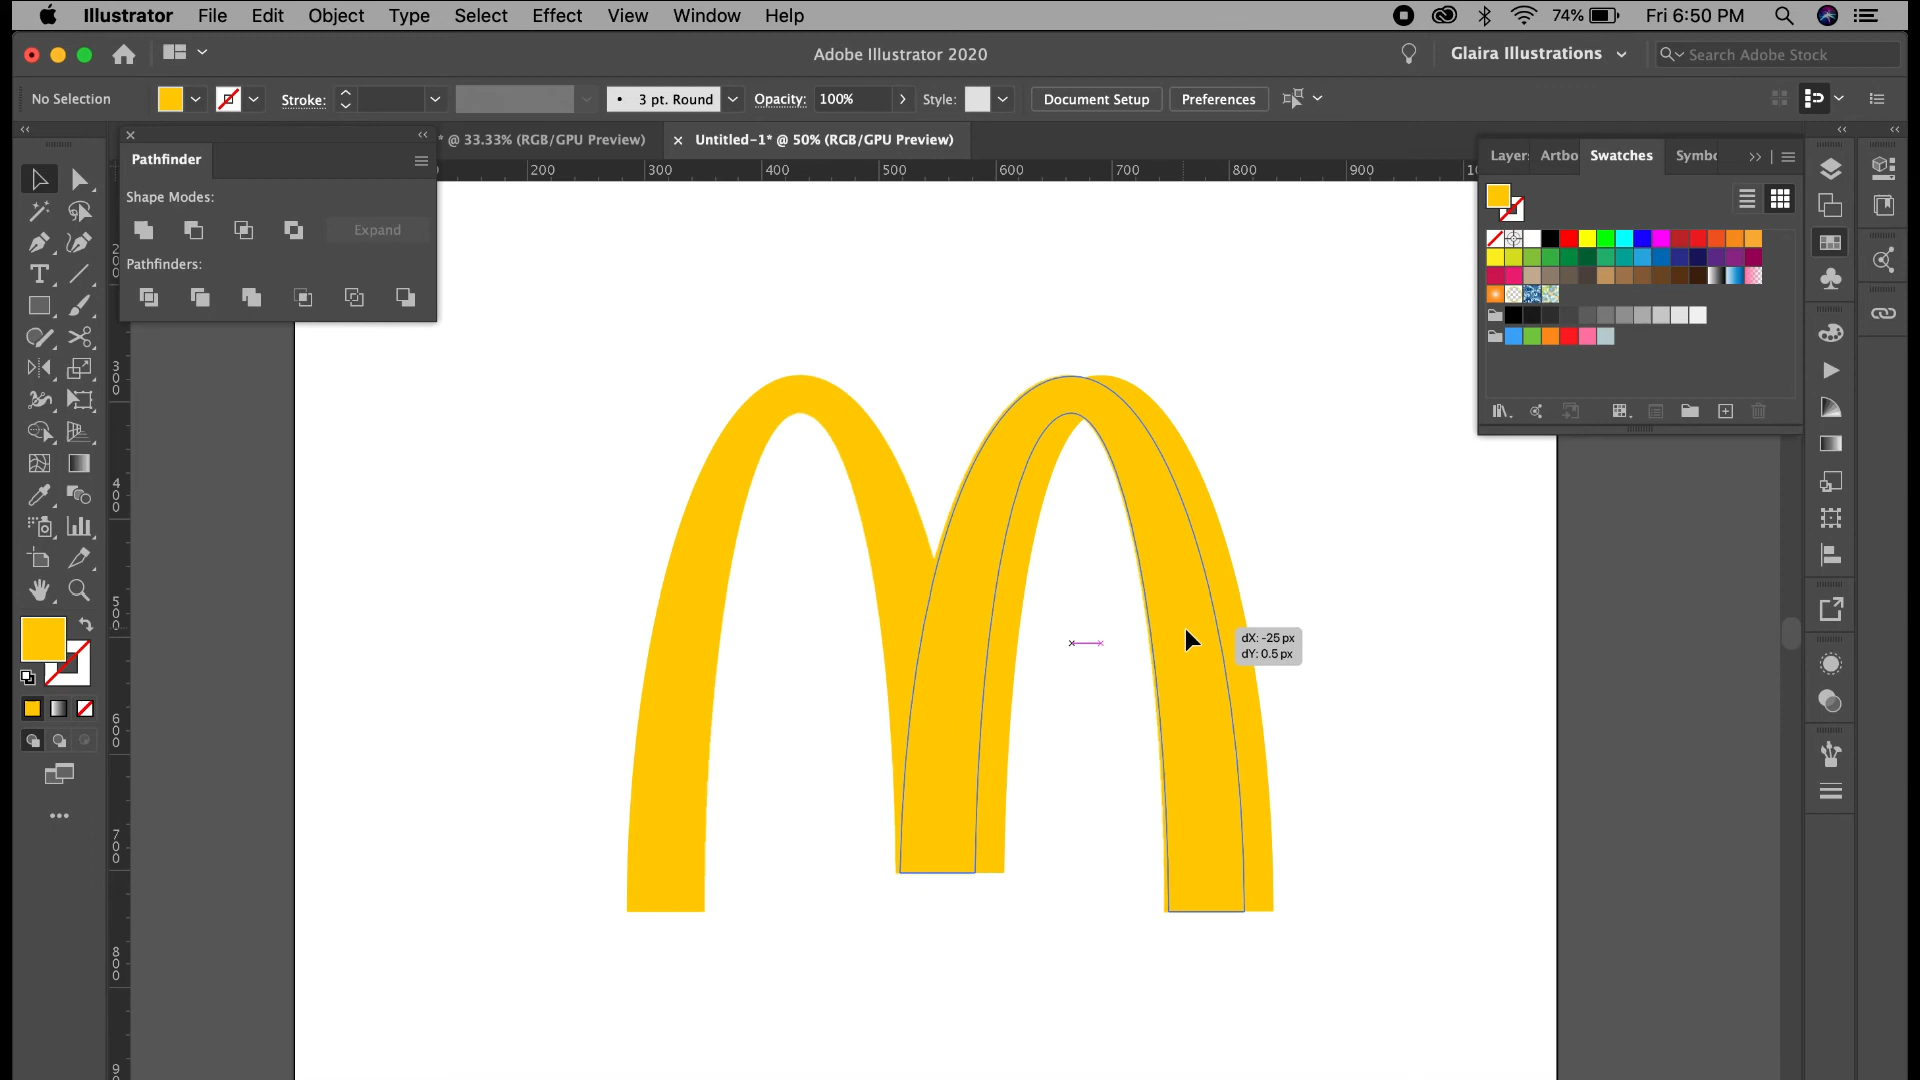 Illustrator File Edit Object Type Select Effect View Window Help 74% Fri 6:50 PM
Adobe Illustrator 2020 Glaira Illustrations Search Adobe Stock
No Selection Stroke: 3 pt. Round Opacity: 100% Style: Document Setup Preferences
* @ 33.33% (RGB/GPU Preview) × Untitled-1* @ 50% (RGB/GPU Preview)
Pathfinder
Shape Modes:
Expand
Pathfinders:
200 300 400 500 600 700 800 900
Layer Artbo Swatches Symbo
200
300
400
500
600
700
800
9
dX: -25 px
dY: 0.5 px